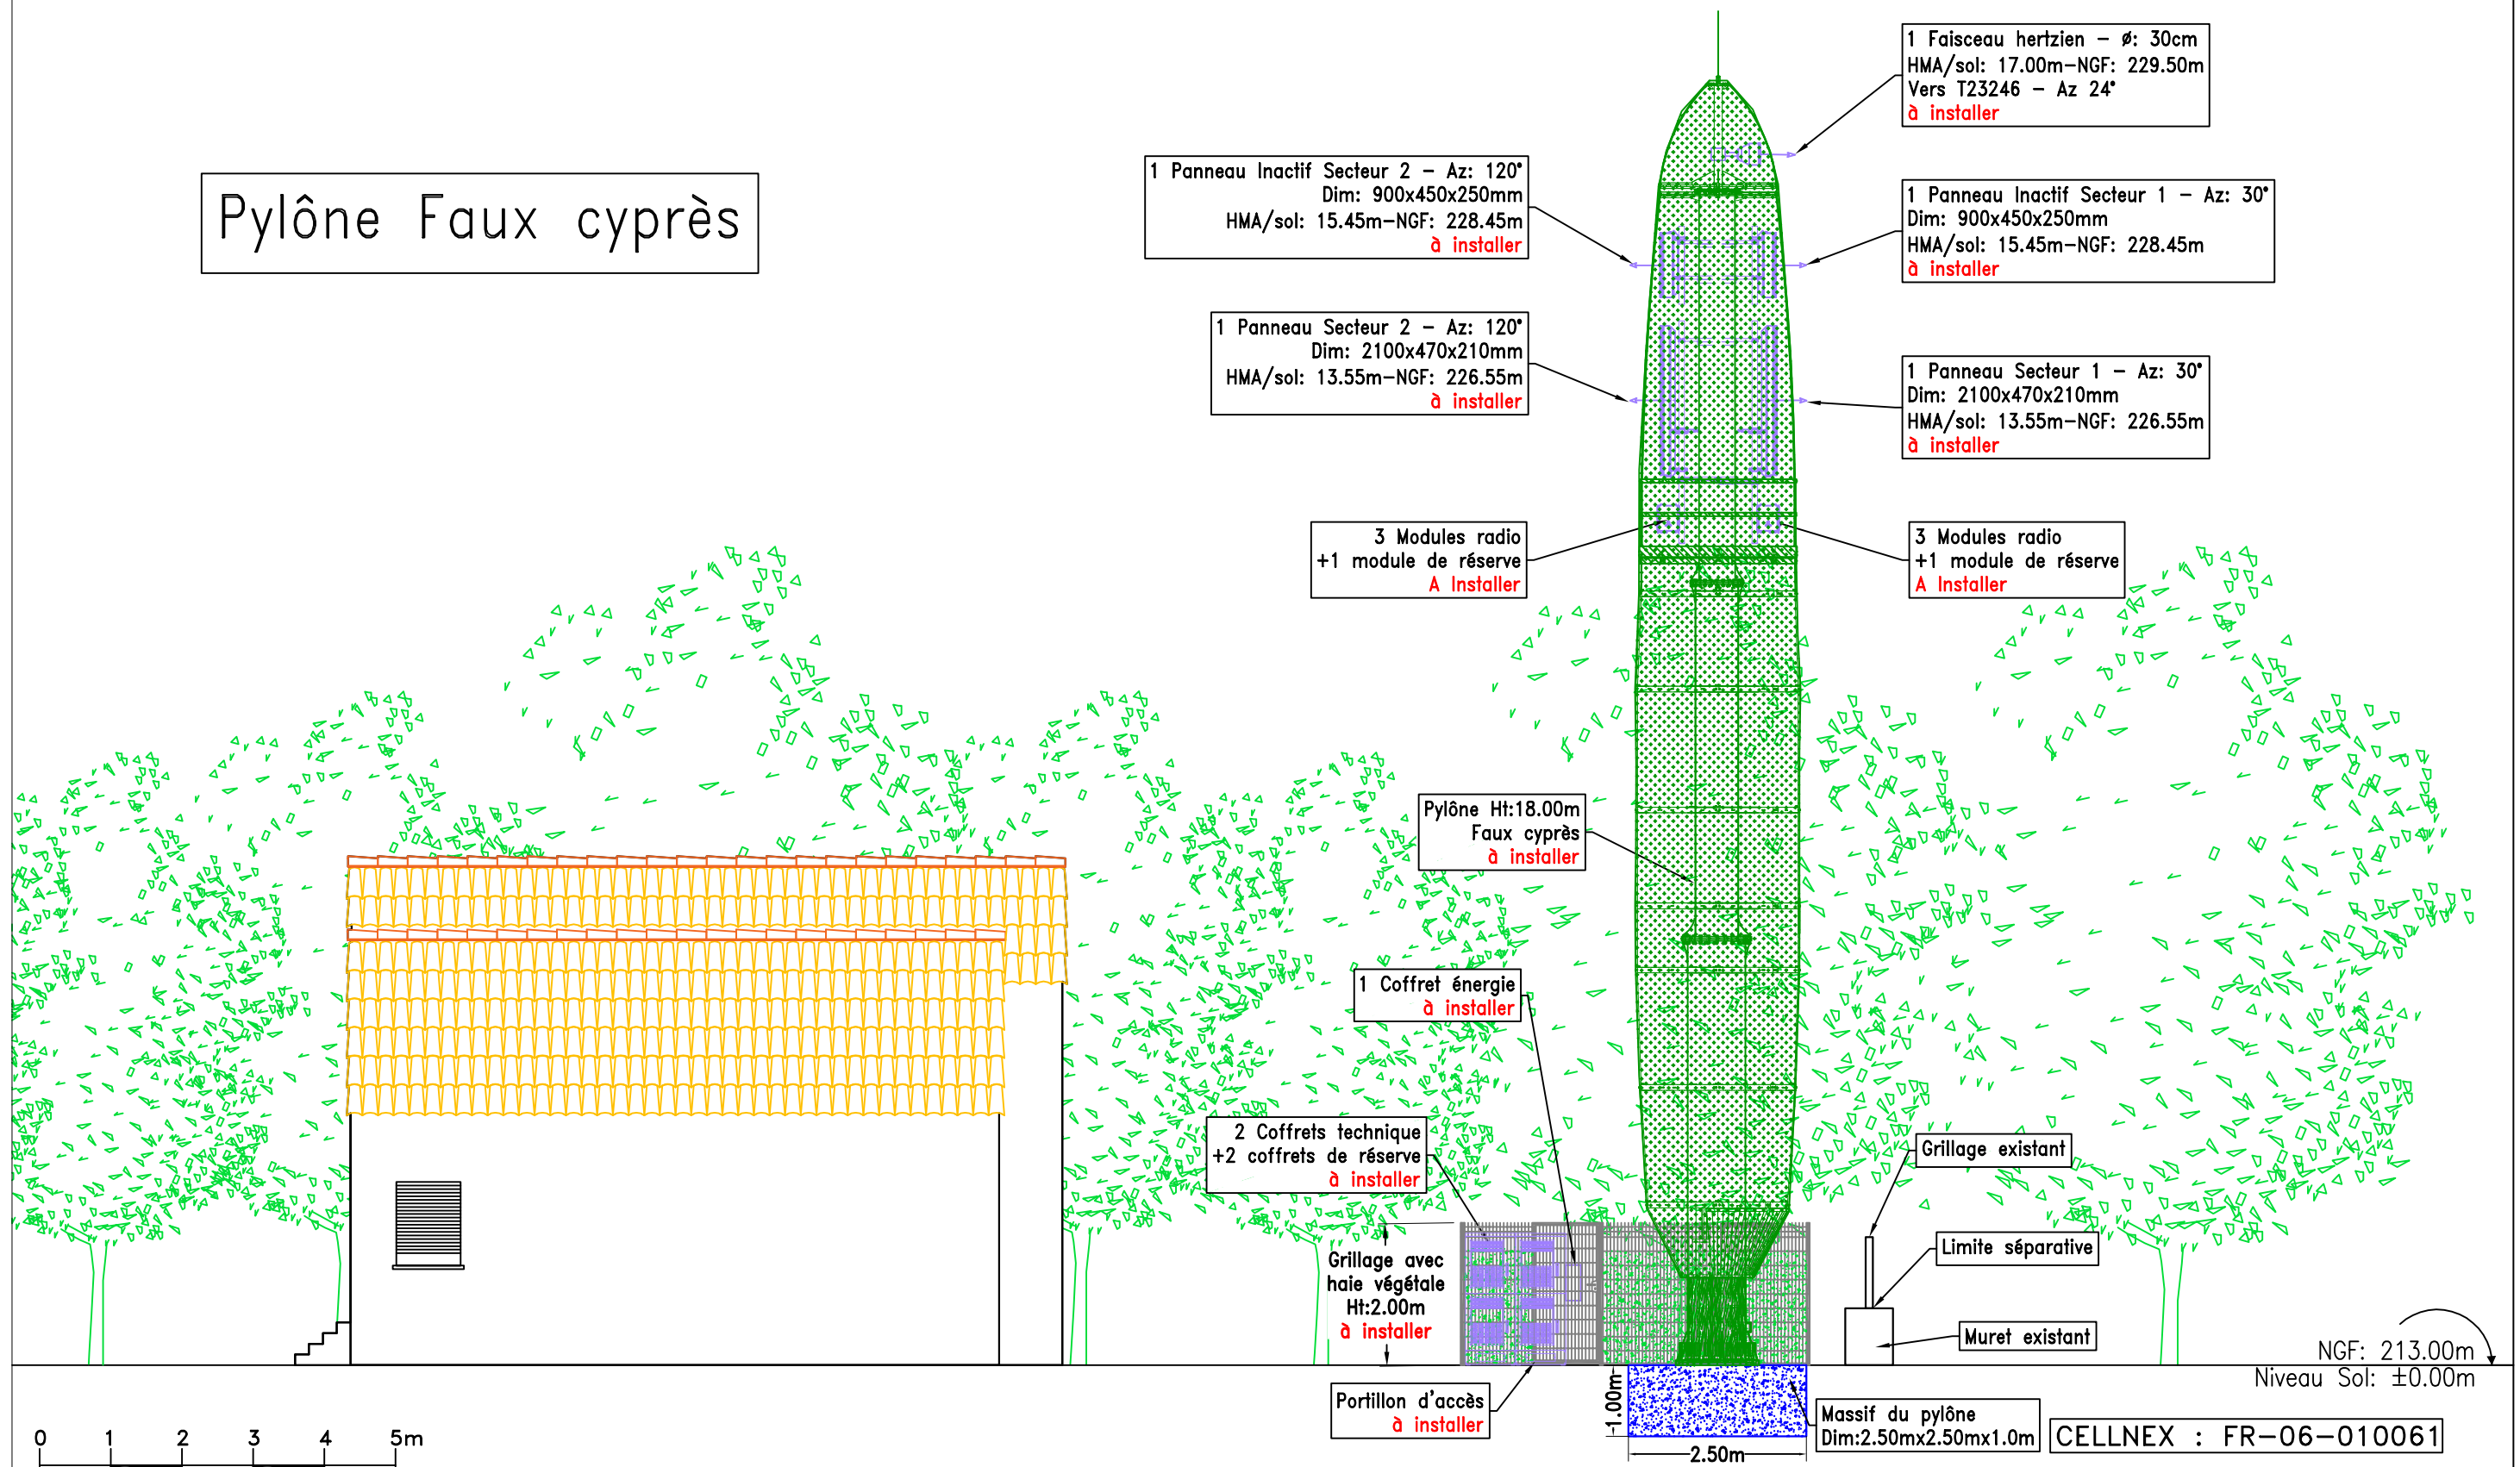 Pylône Faux cyprès
1 Faisceau hertzien – ø: 30cm
HMA/sol: 17.00m–NGF: 229.50m
Vers T23246 – Az 24°
à installer
1 Panneau Inactif Secteur 2 – Az: 120°
Dim: 900x450x250mm
HMA/sol: 15.45m–NGF: 228.45m
à installer
1 Panneau Inactif Secteur 1 – Az: 30°
Dim: 900x450x250mm
HMA/sol: 15.45m–NGF: 228.45m
à installer
1 Panneau Secteur 2 – Az: 120°
Dim: 2100x470x210mm
HMA/sol: 13.55m–NGF: 226.55m
à installer
1 Panneau Secteur 1 – Az: 30°
Dim: 2100x470x210mm
HMA/sol: 13.55m–NGF: 226.55m
à installer
3 Modules radio
+1 module de réserve
A Installer
3 Modules radio
+1 module de réserve
A Installer
Pylône Ht:18.00m
Faux cyprès
à installer
1 Coffret énergie
à installer
2 Coffrets technique
+2 coffrets de réserve
à installer
Grillage existant
Limite séparative
Muret existant
Grillage avec
haie végétale
Ht:2.00m
à installer
NGF: 213.00m
Niveau Sol: ±0.00m
Portillon d'accès
à installer
1.00m
2.50m
Massif du pylône
Dim:2.50mx2.50mx1.0m
CELLNEX : FR–06–010061
0 1 2 3 4 5m